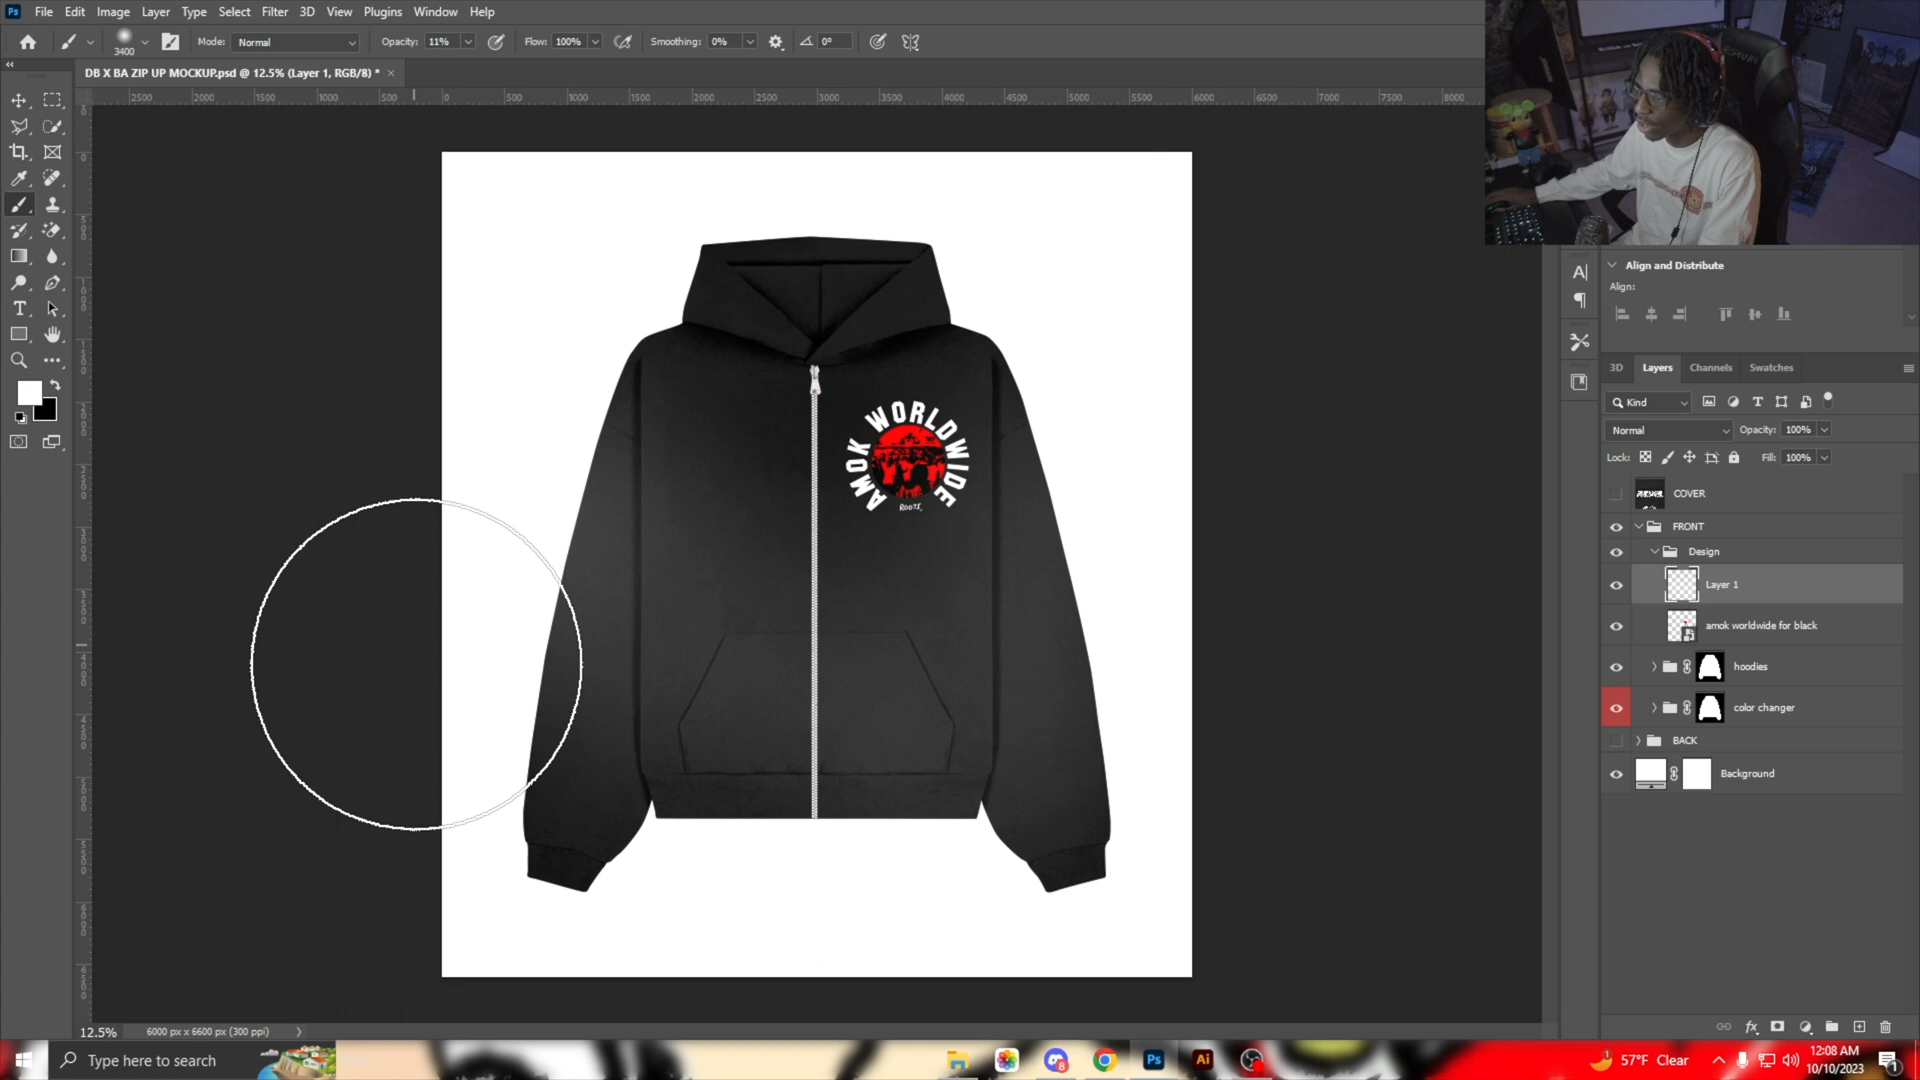 Ps File Edit Image Layer Type Select Filter 3D View Plugins Window Help
3400 Mode: Normal Opacity: 11% Flow: 100% Smoothing: 0% 0°
DB X BA ZIP UP MOCKUP.psd @ 12.5% (Layer 1, RGB/8) * ×
2500 2000 1500 1000 500 0 500 1000 1500 2000 2500 3000 3500 4000 4500 5000 5500 6000 6500 7000 7500 8000
Align and Distribute
Align:
3D Layers Channels Swatches
Kind
Normal Opacity: 100%
Lock: Fill: 100%
COVER
FRONT
Design
Layer 1
amok worldwide for black
hoodies
color changer
BACK
Background
AMOK WORLDWIDE
ROOTS.
12.5% 6000 px x 6600 px (300 ppi)
Type here to search
Ps Ai
57°F Clear
12:08 AM
10/10/2023